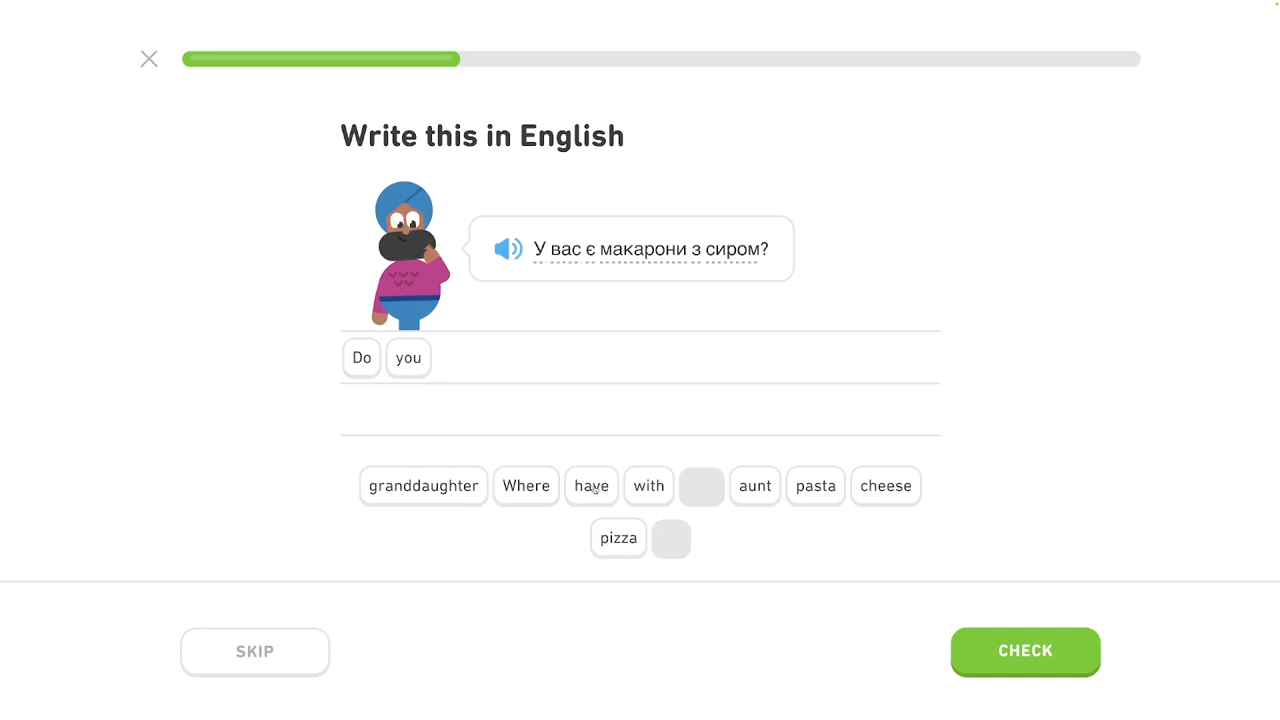 Write this in English
У вас є макарони з сиром?
Do you
granddaughter Where have with aunt pasta cheese
pizza
SKIP CHECK